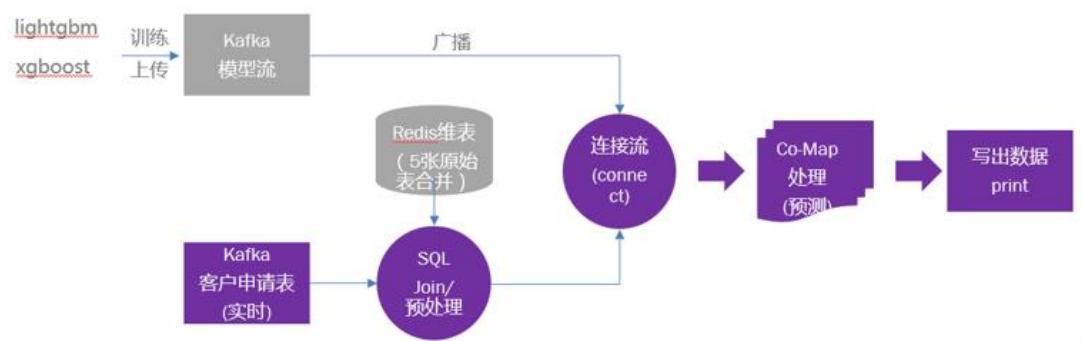 lightgbm
xgboost
训练
上传
Kafka
模型流
广播
Redis维表
（5张原始
表合并）
Kafka
客户申请表
(实时)
SQL
Join/
预处理
连接流
(conne
ct)
Co-Map
处理
(预测)
写出数据
print